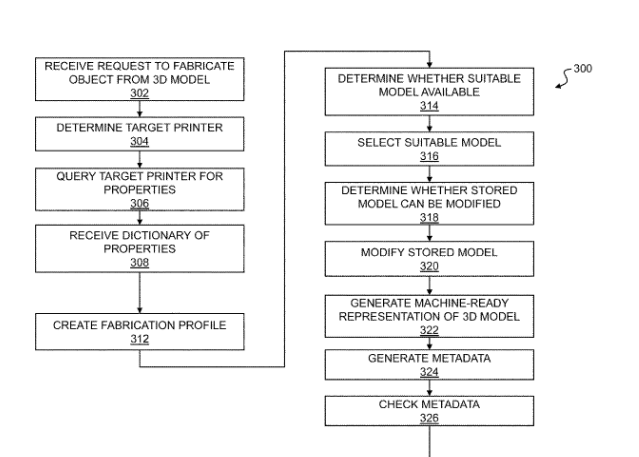 RECEIVE REQUEST TO FABRICATE
OBJECT FROM 3D MODEL
302
DETERMINE TARGET PRINTER
304
QUERY TARGET PRINTER FOR
PROPERTIES
306
RECEIVE DICTIONARY OF
PROPERTIES
308
CREATE FABRICATION PROFILE
312
DETERMINE WHETHER SUITABLE
MODEL AVAILABLE
314
SELECT SUITABLE MODEL
316
DETERMINE WHETHER STORED
MODEL CAN BE MODIFIED
318
MODIFY STORED MODEL
320
GENERATE MACHINE-READY
REPRESENTATION OF 3D MODEL
322
GENERATE METADATA
324
CHECK METADATA
326
300